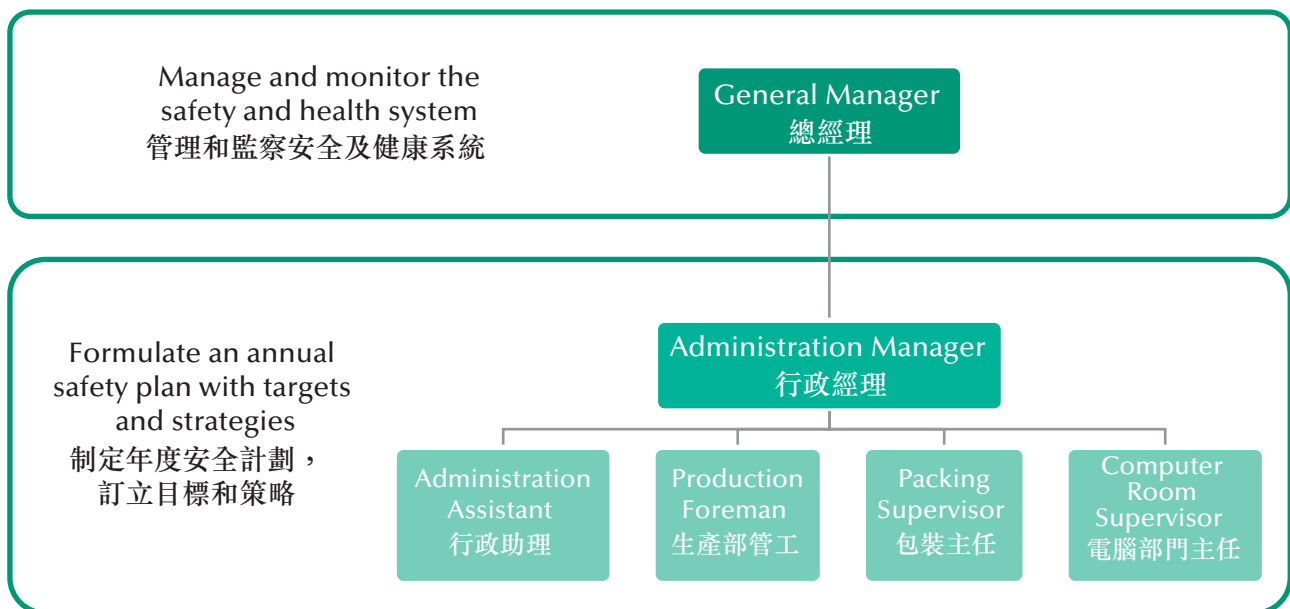 Manage and monitor the
safety and health system
管理和監察安全及健康系統
General Manager
總經理
Formulate an annual
safety plan with targets
and strategies
制定年度安全計劃，
訂立目標和策略
Administration Manager
行政經理
Administration
Assistant
行政助理
Production
Foreman
生產部管工
Packing
Supervisor
包裝主任
Computer
Room
Supervisor
電腦部門主任